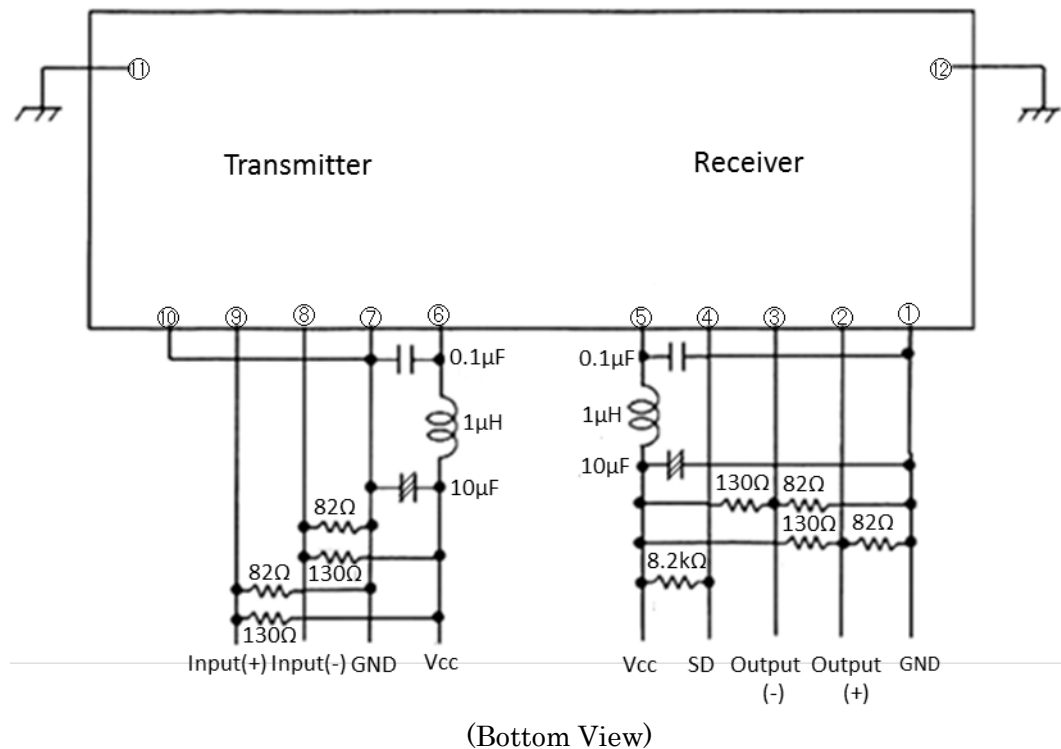 ⑪ ⑫
Transmitter Receiver
⑩ ⑨ ⑧ ⑦ ⑥ ⑤ ④ ③ ② ①
0.1µF 0.1µF
1µH 1µH
10µF 10µF
82Ω 130Ω 82Ω
130Ω 130Ω 82Ω
82Ω 8.2kΩ
130Ω
Input(+) Input(-) GND Vcc Vcc SD Output Output GND
(-) (+)
(Bottom View)